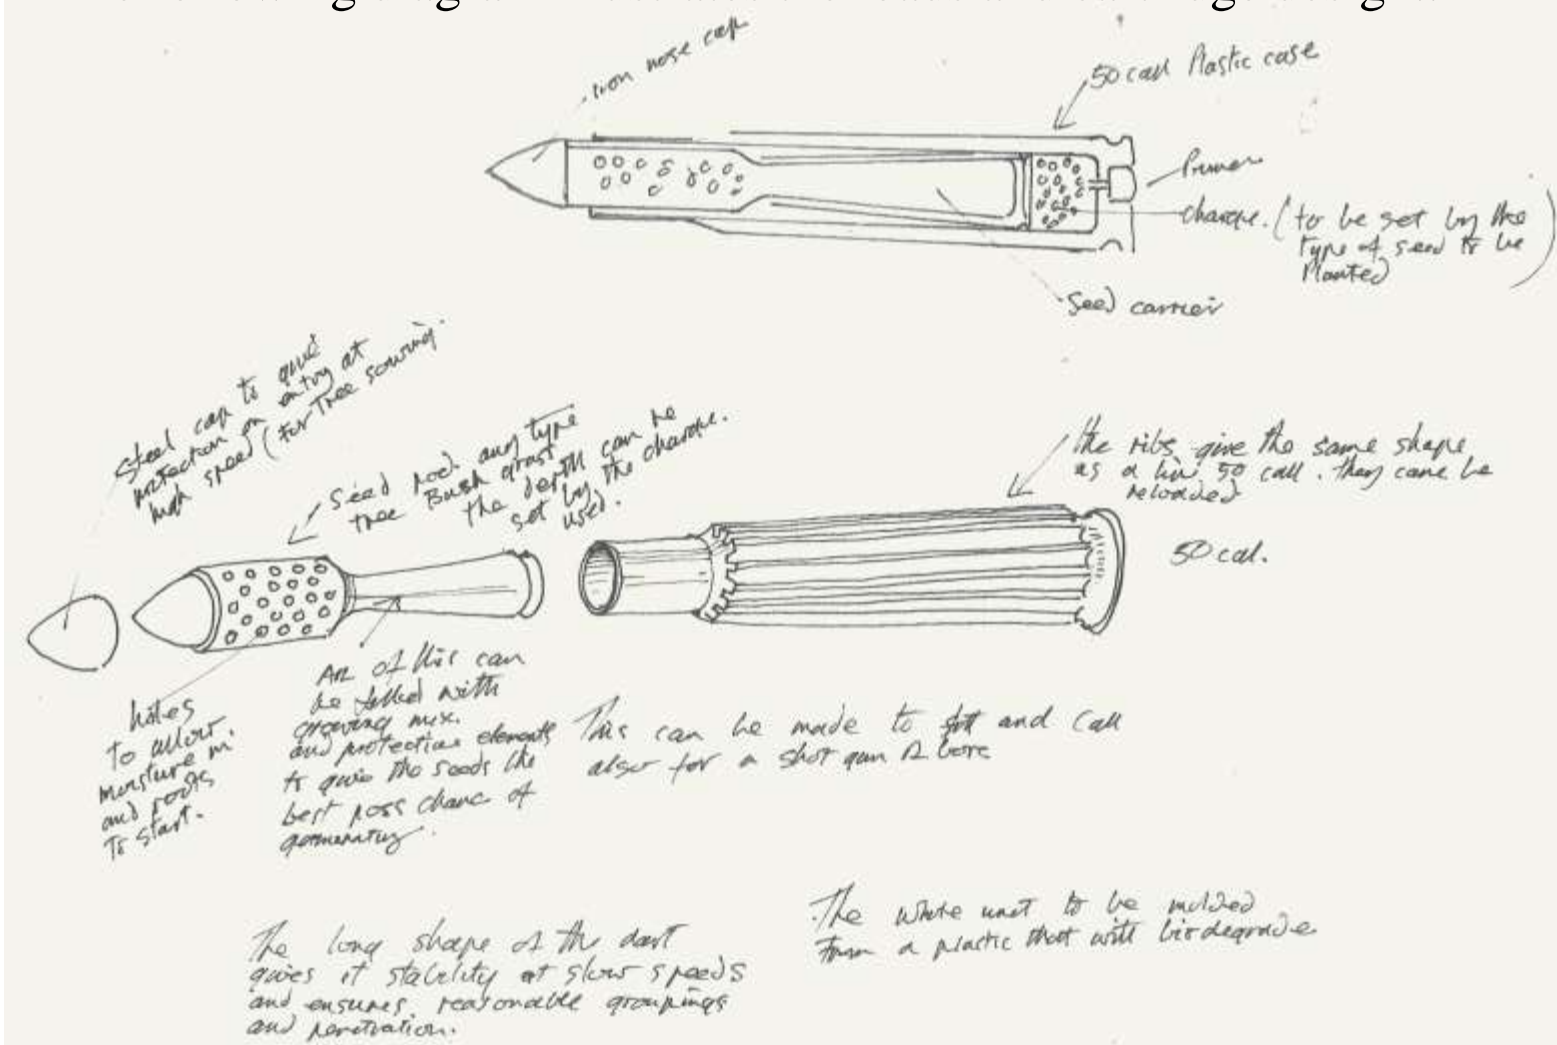 Iron nose cap
50 call Plastic case
Primer
charge. (to be set by the
type of seed to be
Planted)
Seed carrier
Steel cap to give
protection on entry at
high speed (For Tree sowing.
Seed pod. any type
tree Bush grass
the depth can be
set by the charge.
used.
the ribs give the same shape
as a live 50 call. they cane be
reloaded
50 cal.
holes
to allow
moisture in.
and roots
to start.
ALL of this can
be filled with
growing mix.
and protective elements
to give the seeds the
best poss chance of
germinating.
This can be made to and call
also for a shot gun 12 bore
The whole unit to be molded
from a plastic that will biodegrade
The long shape of the dart
gives it stability at slow speeds
and ensures reasonable groupings
and penetration.